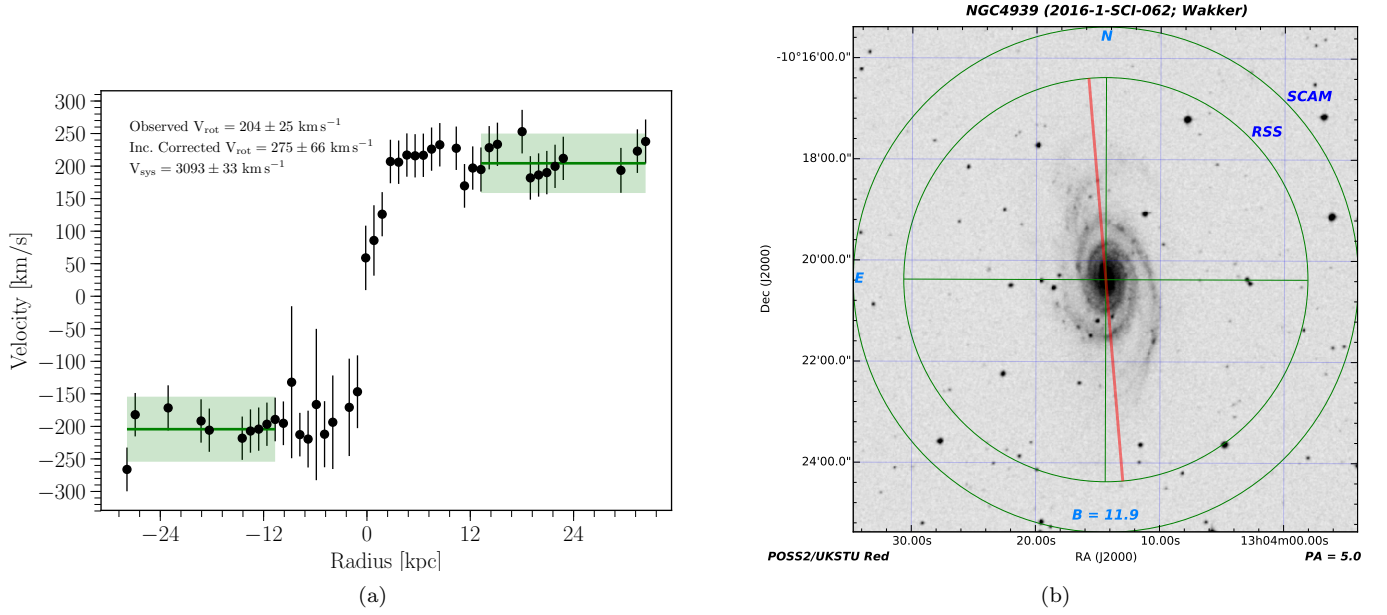 NGC4939 (2016-1-SCI-062; Wakker)
300
250
200
150
100
50
0
−50
−100
−150
−200
−250
−300
Velocity [km/s]
Observed Vrot = 204 ± 25 km s−1
Inc. Corrected Vrot = 275 ± 66 km s−1
Vsys = 3093 ± 33 km s−1
−24 −12 0 12 24
Radius [kpc]
(a)
N
SCAM
RSS
E
B = 11.9
-10°16'00.0"
18'00.0"
20'00.0"
22'00.0"
24'00.0"
Dec (J2000)
30.00s 20.00s 10.00s 13h04m00.00s
RA (J2000)
POSS2/UKSTU Red
PA = 5.0
(b)